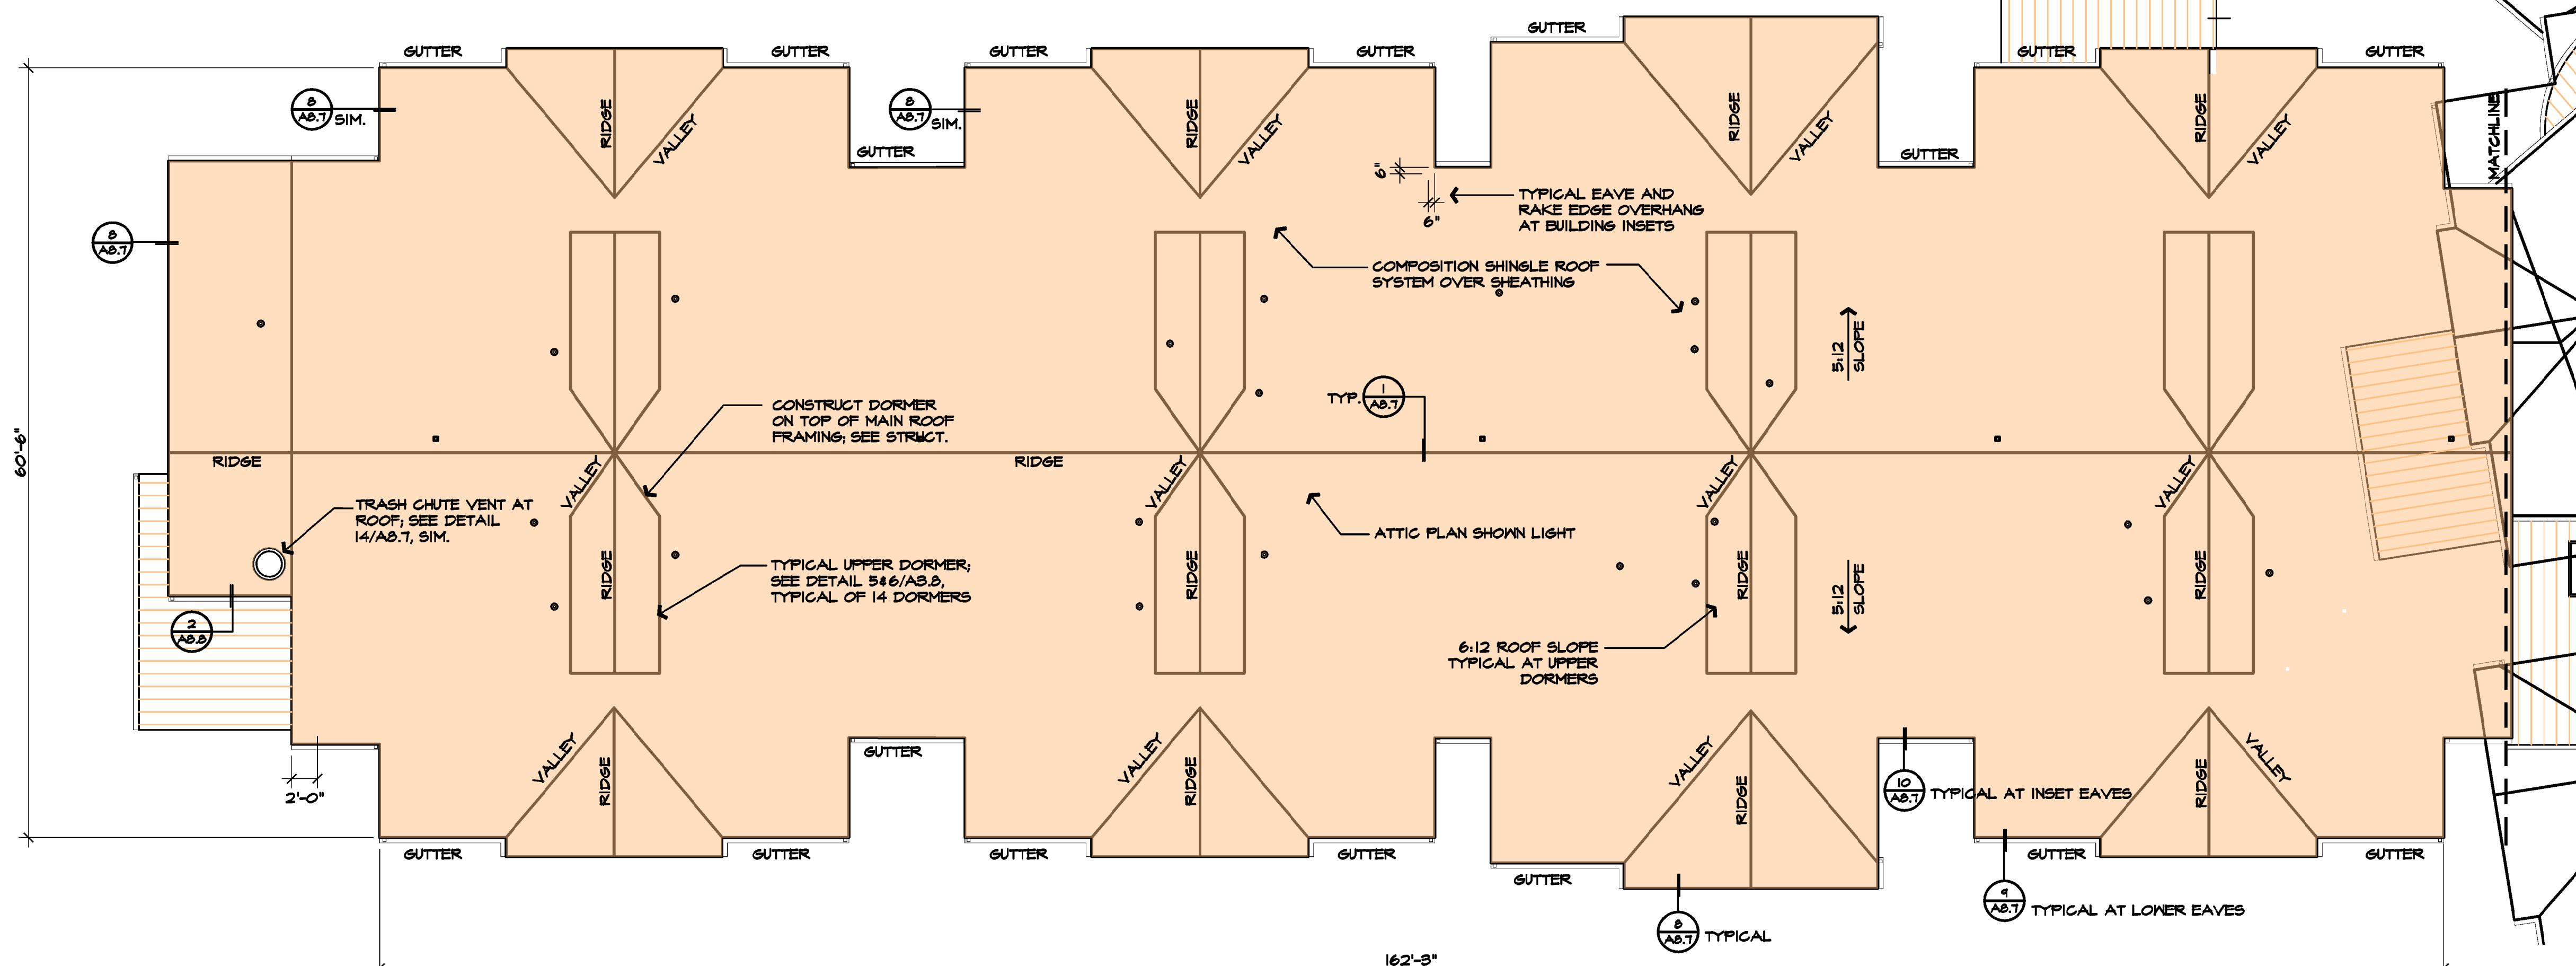 GUTTER
GUTTER
GUTTER
GUTTER
GUTTER
GUTTER
GUTTER
8
A8.7
SIM.
8
A8.7
SIM.
RIDGE
VALLEY
RIDGE
VALLEY
RIDGE
VALLEY
RIDGE
VALLEY
MATCHLINE
GUTTER
GUTTER
6"
6"
TYPICAL EAVE AND
RAKE EDGE OVERHANG
AT BUILDING INSETS
8
A8.7
COMPOSITION SHINGLE ROOF
SYSTEM OVER SHEATHING
5:12
SLOPE
TYP.
1
A8.7
CONSTRUCT DORMER
ON TOP OF MAIN ROOF
FRAMING; SEE STRUCT.
60'-6"
RIDGE
RIDGE
VALLEY
VALLEY
VALLEY
VALLEY
TRASH CHUTE VENT AT
ROOF; SEE DETAIL
14/A8.7, SIM.
ATTIC PLAN SHOWN LIGHT
TYPICAL UPPER DORMER;
SEE DETAIL 5&6/A3.8,
TYPICAL OF 14 DORMERS
RIDGE
RIDGE
RIDGE
RIDGE
5:12
SLOPE
2
A8.8
6:12 ROOF SLOPE
TYPICAL AT UPPER
DORMERS
VALLEY
RIDGE
GUTTER
VALLEY
RIDGE
VALLEY
RIDGE
RIDGE
VALLEY
2'-0"
10
A8.7
TYPICAL AT INSET EAVES
GUTTER
GUTTER
GUTTER
GUTTER
GUTTER
GUTTER
GUTTER
9
A8.7
TYPICAL AT LOWER EAVES
8
A8.7
TYPICAL
162'-3"